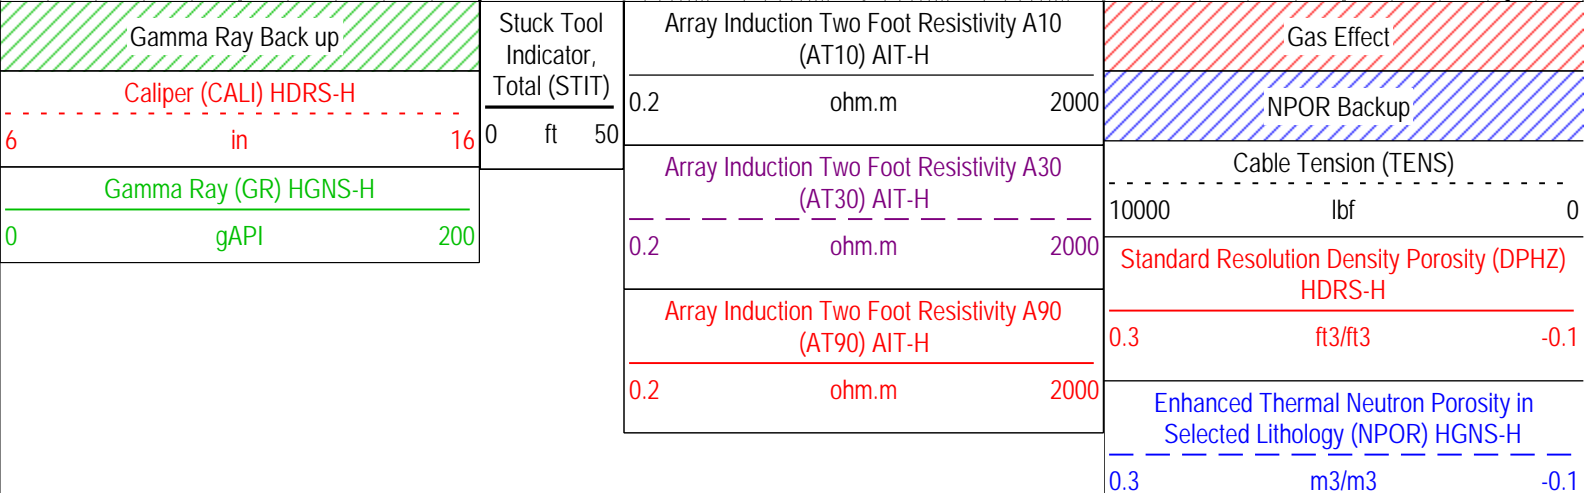 Gamma Ray Back up
Caliper (CALI) HDRS-H
6 in 16
Gamma Ray (GR) HGNS-H
0 gAPI 200
Stuck Tool
Indicator,
Total (STIT)
0 ft 50
Array Induction Two Foot Resistivity A10
(AT10) AIT-H
0.2 ohm.m 2000
Array Induction Two Foot Resistivity A30
(AT30) AIT-H
0.2 ohm.m 2000
Array Induction Two Foot Resistivity A90
(AT90) AIT-H
0.2 ohm.m 2000
Gas Effect
NPOR Backup
Cable Tension (TENS)
10000 lbf 0
Standard Resolution Density Porosity (DPHZ)
HDRS-H
0.3 ft3/ft3 -0.1
Enhanced Thermal Neutron Porosity in
Selected Lithology (NPOR) HGNS-H
0.3 m3/m3 -0.1